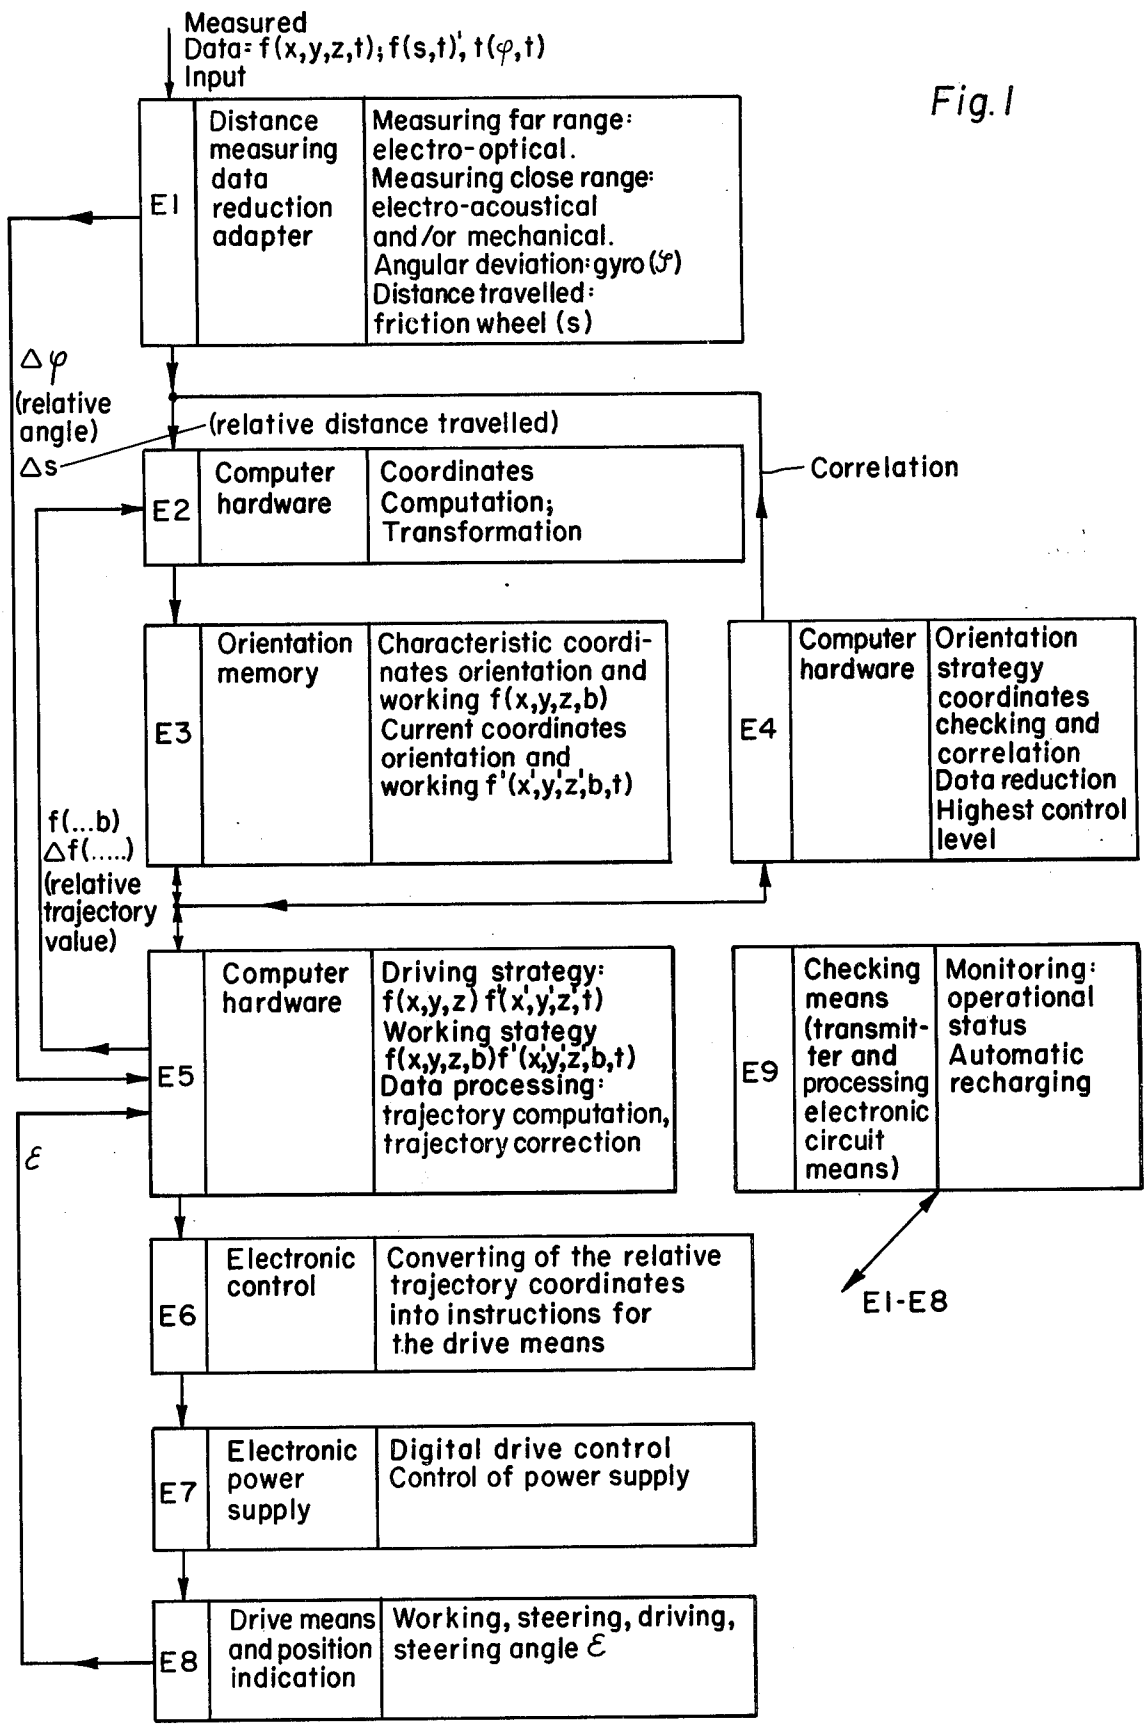 Measured
Data=f(x,y,z,t);f(s,t)', t(φ,t)
Input
Fig.1
E1
Distance
measuring
data
reduction
adapter
Measuring far range:
electro-optical.
Measuring close range:
electro-acoustical
and/or mechanical.
Angular deviation:gyro(φ)
Distance travelled:
friction wheel (s)
Δφ
(relative
angle)
Δs
(relative distance travelled)
Correlation
E2
Computer
hardware
Coordinates
Computation;
Transformation
E3
Orientation
memory
Characteristic coordi-
nates orientation and
working f(x,y,z,b)
Current coordinates
orientation and
working f'(x',y',z',b,t)
E4
Computer
hardware
Orientation
strategy
coordinates
checking and
correlation
Data reduction
Highest control
level
f(...b)
Δf(.....)
(relative
trajectory
value)
E5
Computer
hardware
Driving strategy:
f(x,y,z) f'(x',y',z',t)
Working stategy
f(x,y,z,b)f'(x',y',z',b,t)
Data processing:
trajectory computation,
trajectory correction
E9
Checking
means
(transmit-
ter and
processing
electronic
circuit
means)
Monitoring:
operational
status
Automatic
recharging
E1-E8
ε
E6
Electronic
control
Converting of the relative
trajectory coordinates
into instructions for
the drive means
E7
Electronic
power
supply
Digital drive control
Control of power supply
E8
Drive means
and position
indication
Working, steering, driving,
steering angle ε